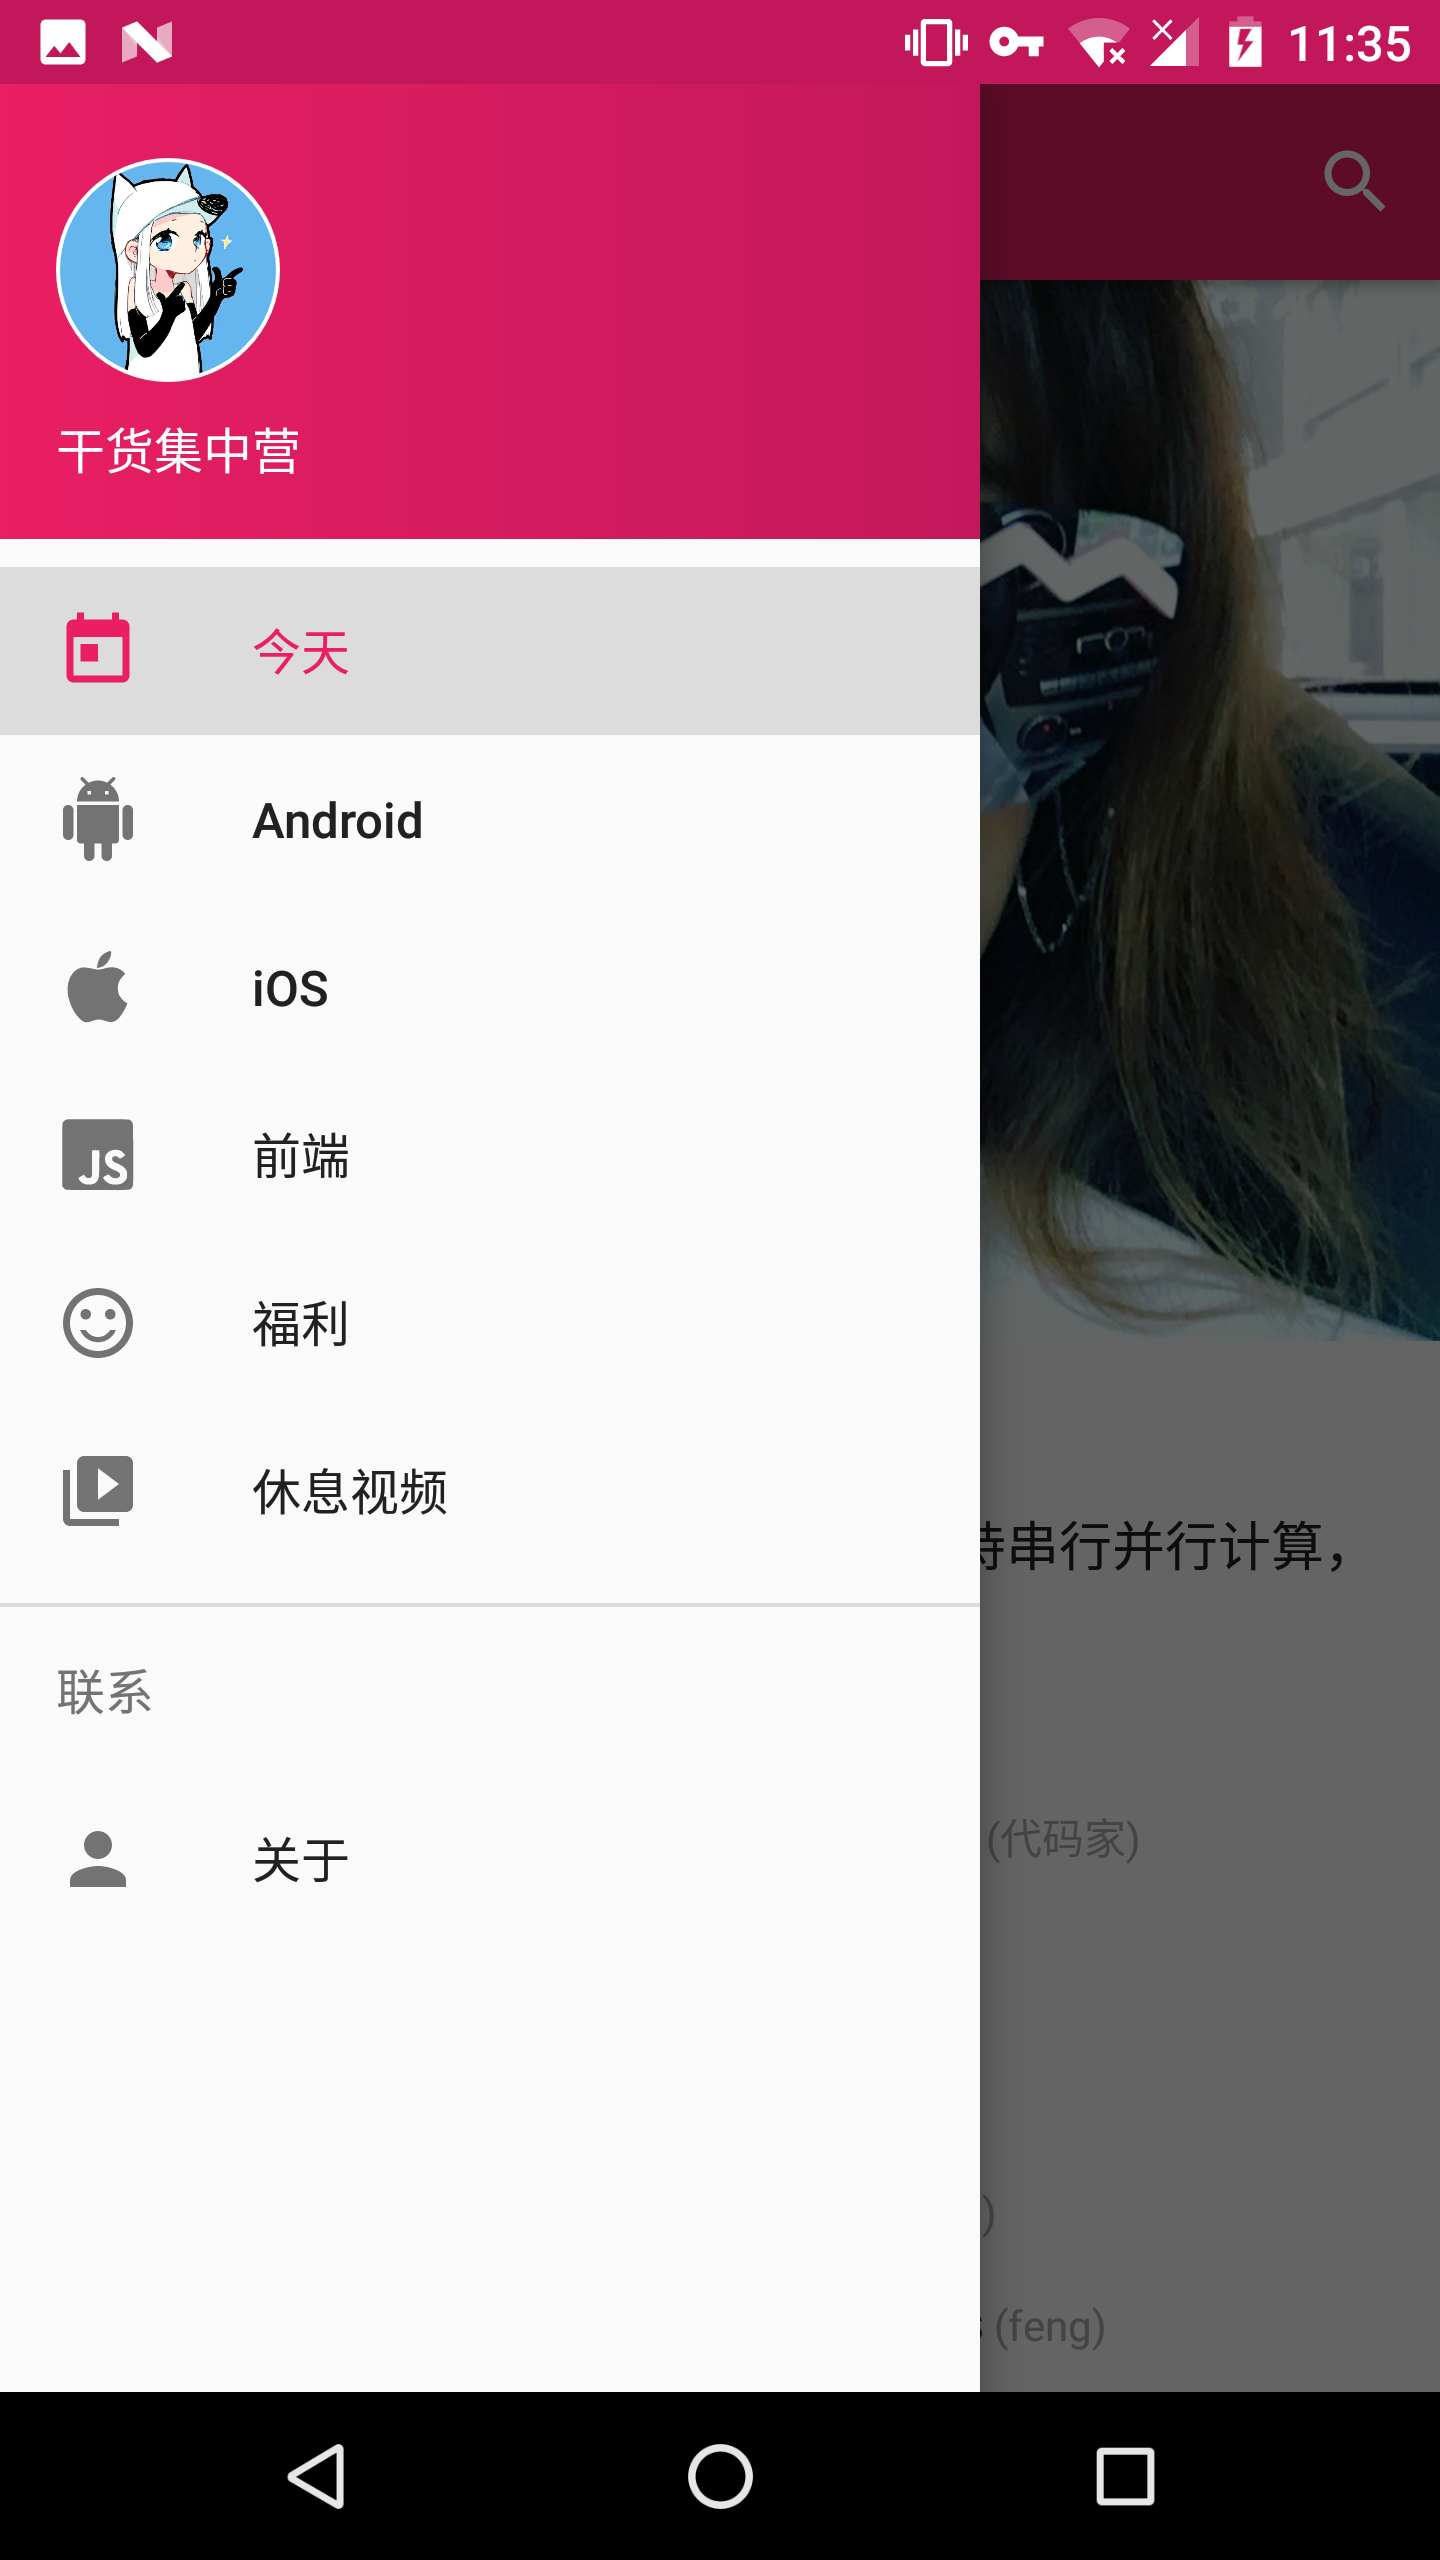 11:35
干货集中营
今天
Android
iOS
JS
前端
福利
休息视频
串行并行计算，
联系
(代码家)
关于
)
(feng)